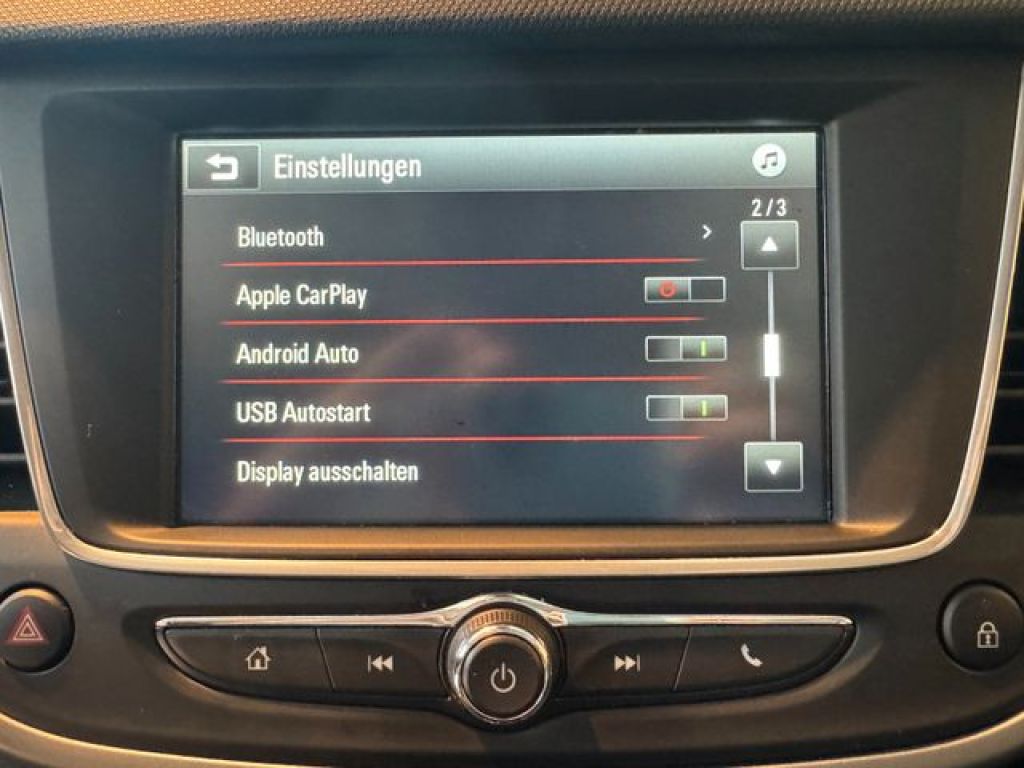 Einstellungen
2/3
Bluetooth
Apple CarPlay
Android Auto
USB Autostart
Display ausschalten